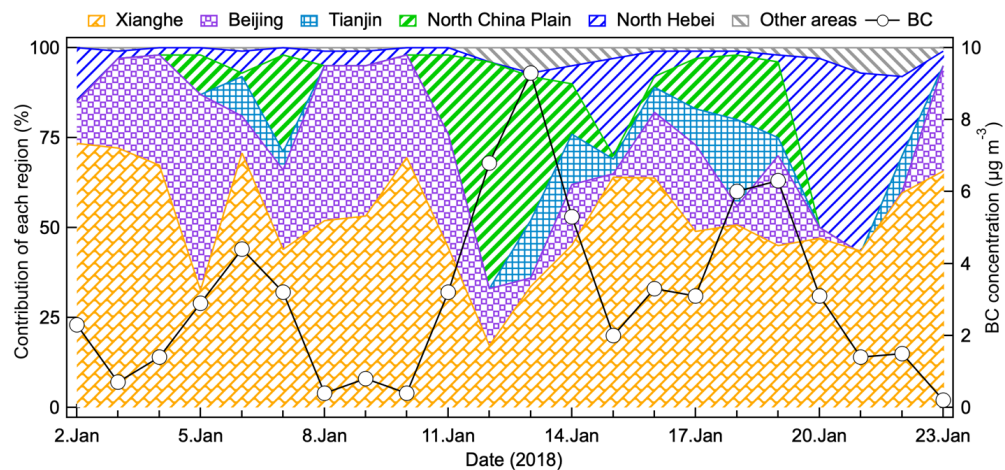 Xianghe Beijing Tianjin North China Plain North Hebei Other areas BC
Contribution of each region (%)
100
75
50
25
0
10
8
6
4
2
0
BC concentration (µg m⁻³)
2.Jan 5.Jan 8.Jan 11.Jan 14.Jan 17.Jan 20.Jan 23.Jan
Date (2018)